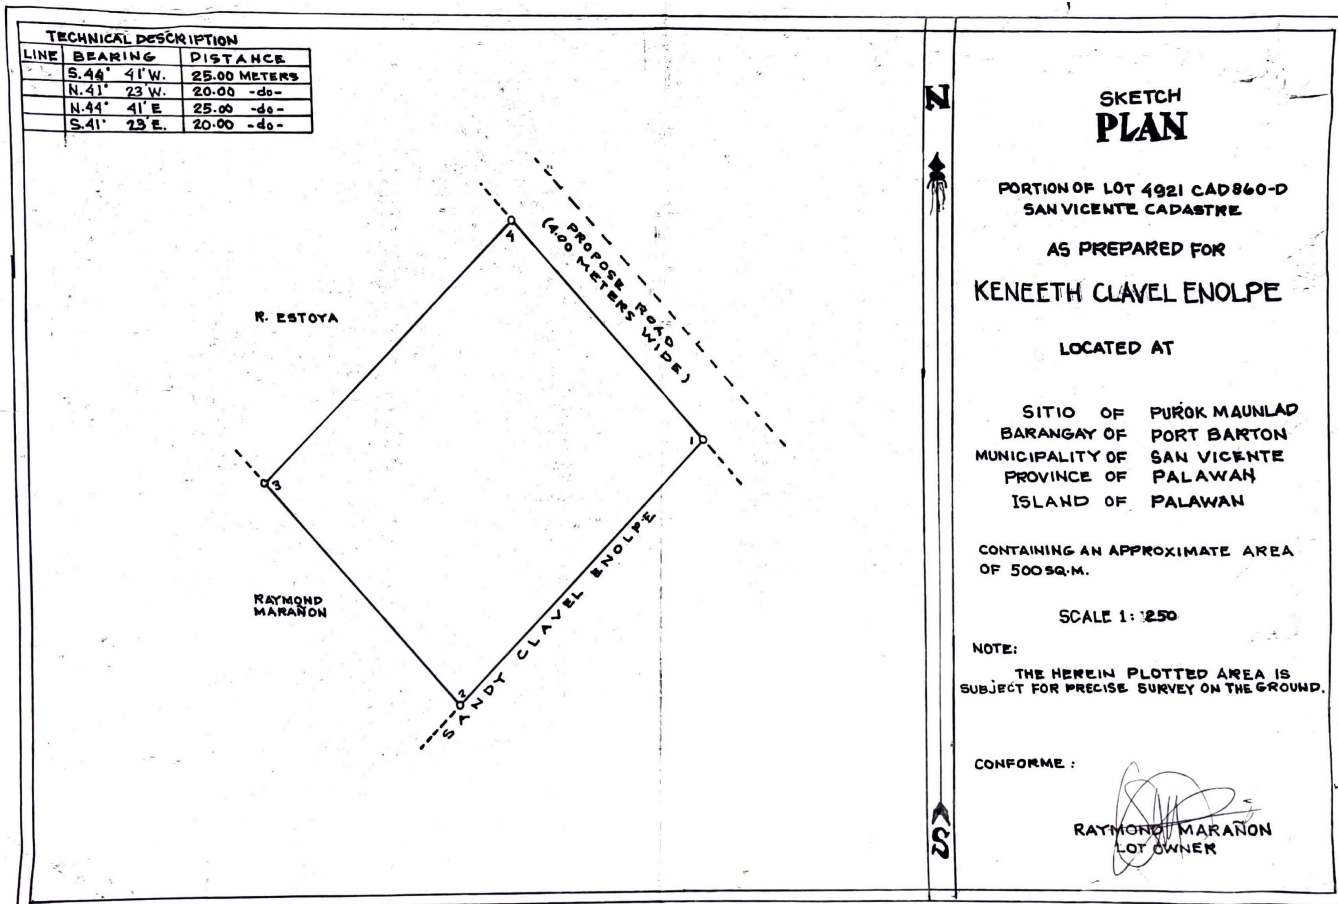 TECHNICAL DESCRIPTION
LINE BEARING DISTANCE
S.44° 41'W. 25.00 METERS
N.41° 23'W. 20.00 -do-
N.44° 41'E 25.00 -do-
S.41° 23'E. 20.00 -do-
4
PROPOSE ROAD
(4.00 METERS WIDE)
R. ESTOYA
1
3
RAYMOND
MARAÑON
2
SANDY CLAVEL ENOLPE
N
S
SKETCH
PLAN
PORTION OF LOT 4921 CAD 860-D
SAN VICENTE CADASTRE
AS PREPARED FOR
KENEETH CLAVEL ENOLPE
LOCATED AT
SITIO OF PUROK MAUNLAD
BARANGAY OF PORT BARTON
MUNICIPALITY OF SAN VICENTE
PROVINCE OF PALAWAN
ISLAND OF PALAWAN
CONTAINING AN APPROXIMATE AREA
OF 500 SQ.M.
SCALE 1: 250
NOTE:
THE HEREIN PLOTTED AREA IS
SUBJECT FOR PRECISE SURVEY ON THE GROUND.
CONFORME :
RAYMOND MARAÑON
LOT OWNER